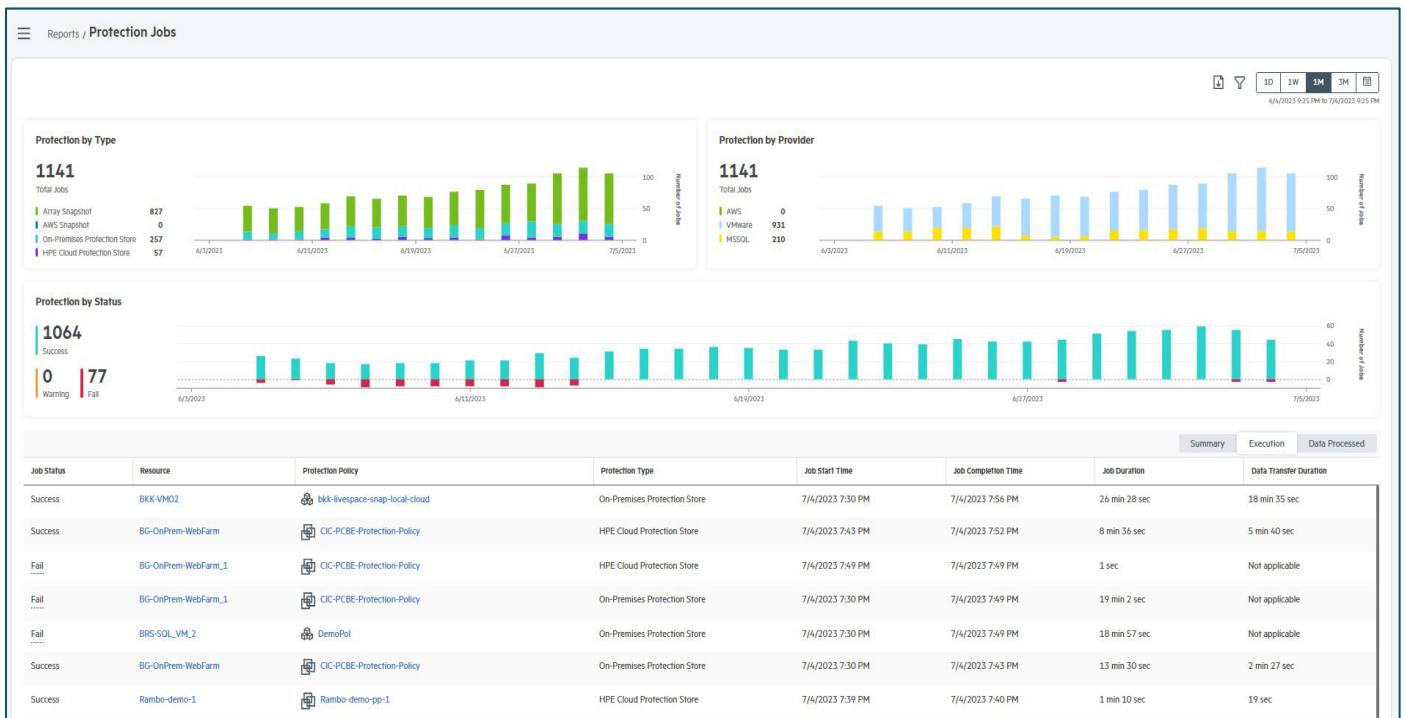 Reports / Protection Jobs
1D 1W 1M 3M
6/4/2023 9:25 PM to 7/4/2023 9:25 PM
Protection by Type
1141
Total Jobs
Array Snapshot 827
AWS Snapshot 0
On-Premises Protection Store 257
HPE Cloud Protection Store 57
100
50
0
Number of Jobs
6/3/2023 6/11/2023 6/19/2023 6/27/2023 7/5/2023
Protection by Provider
1141
Total Jobs
AWS 0
VMware 931
MSSQL 210
100
50
0
Number of Jobs
6/3/2023 6/11/2023 6/19/2023 6/27/2023 7/5/2023
Protection by Status
1064
Success
0 77
Warning Fail
60
40
20
0
Number of Jobs
6/3/2023 6/11/2023 6/19/2023 6/27/2023 7/5/2023
Summary Execution Data Processed
Job Status Resource Protection Policy Protection Type Job Start Time Job Completion Time Job Duration Data Transfer Duration
Success BKK-VM02 bkk-livespace-snap-local-cloud On-Premises Protection Store 7/4/2023 7:30 PM 7/4/2023 7:56 PM 26 min 28 sec 18 min 35 sec
Success BG-OnPrem-WebFarm CIC-PCBE-Protection-Policy HPE Cloud Protection Store 7/4/2023 7:43 PM 7/4/2023 7:52 PM 8 min 36 sec 5 min 40 sec
Fail BG-OnPrem-WebFarm_1 CIC-PCBE-Protection-Policy HPE Cloud Protection Store 7/4/2023 7:49 PM 7/4/2023 7:49 PM 1 sec Not applicable
Fail BG-OnPrem-WebFarm_1 CIC-PCBE-Protection-Policy On-Premises Protection Store 7/4/2023 7:30 PM 7/4/2023 7:49 PM 19 min 2 sec Not applicable
Fail BRS-SQL_VM_2 DemoPol On-Premises Protection Store 7/4/2023 7:30 PM 7/4/2023 7:49 PM 18 min 57 sec Not applicable
Success BG-OnPrem-WebFarm CIC-PCBE-Protection-Policy On-Premises Protection Store 7/4/2023 7:30 PM 7/4/2023 7:43 PM 13 min 30 sec 2 min 27 sec
Success Rambo-demo-1 Rambo-demo-pp-1 HPE Cloud Protection Store 7/4/2023 7:39 PM 7/4/2023 7:40 PM 1 min 10 sec 19 sec